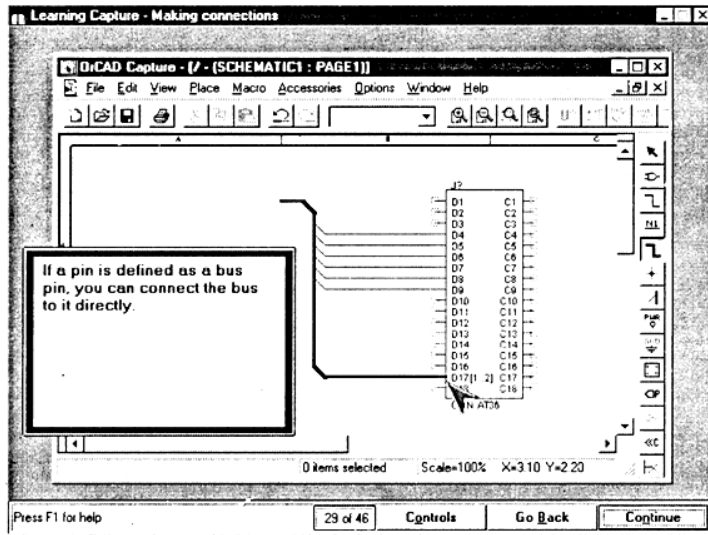 Learning Capture - Making connections
OrCAD Capture - [/ - (SCHEMATIC1 : PAGE1)]
File Edit View Place Macro Accessories Options Window Help
A B C
J?
D1 C1
D2 C2
D3 C3
D4 C4
D5 C5
D6 C6
D7 C7
D8 C8
D9 C9
D10 C10
D11 C11
D12 C12
D13 C13
D14 C14
D15 C15
D16 C16
D17[1 2] C17
C18
AT36
If a pin is defined as a bus
pin, you can connect the bus
to it directly.
N1
PWR
0 items selected Scale=100% X=3.10 Y=2.20
Press F1 for help 29 of 46 Controls Go Back Continue